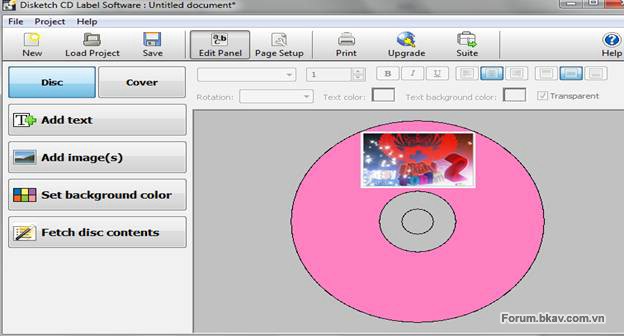 Disketch CD Label Software : Untitled document*
File Project Help
New Load Project Save Edit Panel Page Setup Print Upgrade Suite Help
Disc Cover
1 B I U
Rotation: Text color: Text background color: Transparent
Add text
Add image(s)
Set background color
Fetch disc contents
2
Forum.bkav.com.vn